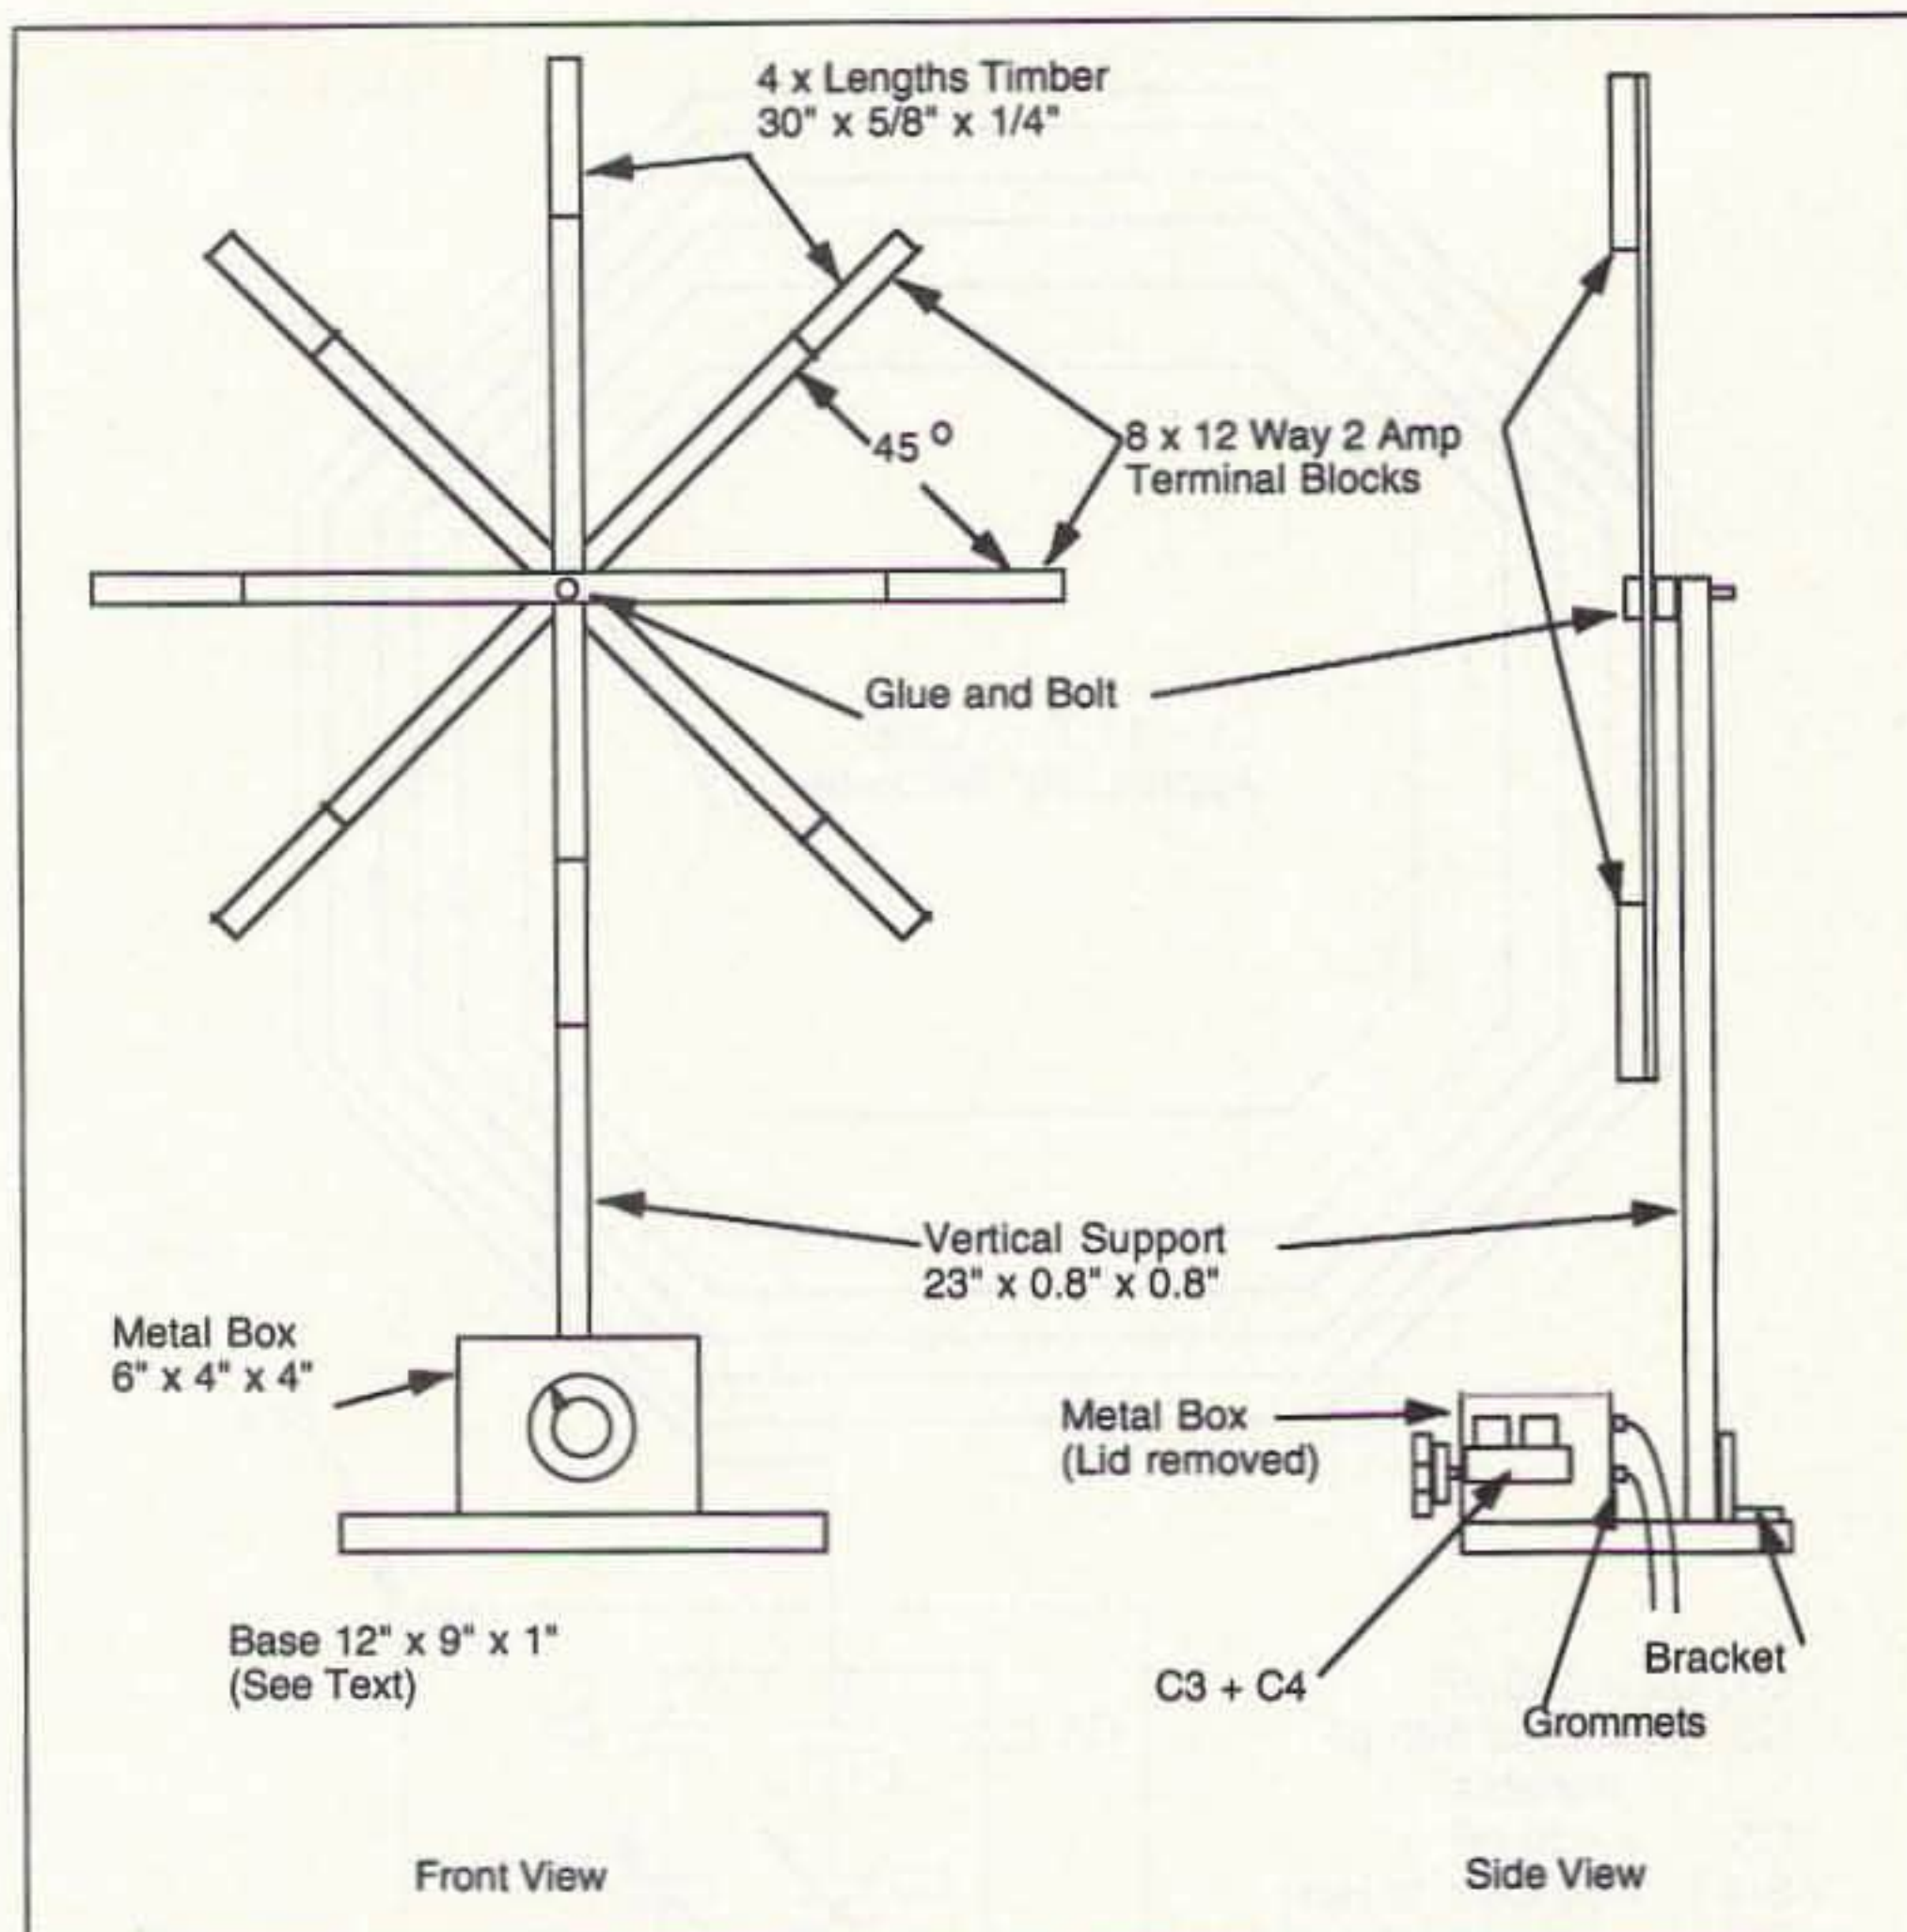 4 x Lengths Timber
30" x 5/8" x 1/4"
45 o
8 x 12 Way 2 Amp
Terminal Blocks
Glue and Bolt
Vertical Support
23" x 0.8" x 0.8"
Metal Box
6" x 4" x 4"
Metal Box
(Lid removed)
Base 12" x 9" x 1"
(See Text)
C3 + C4
Bracket
Grommets
Front View
Side View